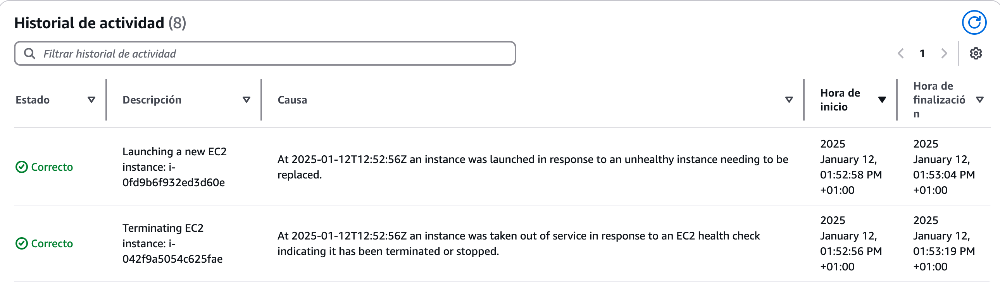 Historial de actividad (8)
Filtrar historial de actividad
1
Estado
Descripción
Causa
Hora de
inicio
Hora de
finalizació
n
Correcto
Launching a new EC2
instance: i-
0fd9b6f932ed3d60e
At 2025-01-12T12:52:56Z an instance was launched in response to an unhealthy instance needing to be
replaced.
2025
January 12,
01:52:58 PM
+01:00
2025
January 12,
01:53:04 PM
+01:00
Correcto
Terminating EC2
instance: i-
042f9a5054c625fae
At 2025-01-12T12:52:56Z an instance was taken out of service in response to an EC2 health check
indicating it has been terminated or stopped.
2025
January 12,
01:52:56 PM
+01:00
2025
January 12,
01:53:19 PM
+01:00